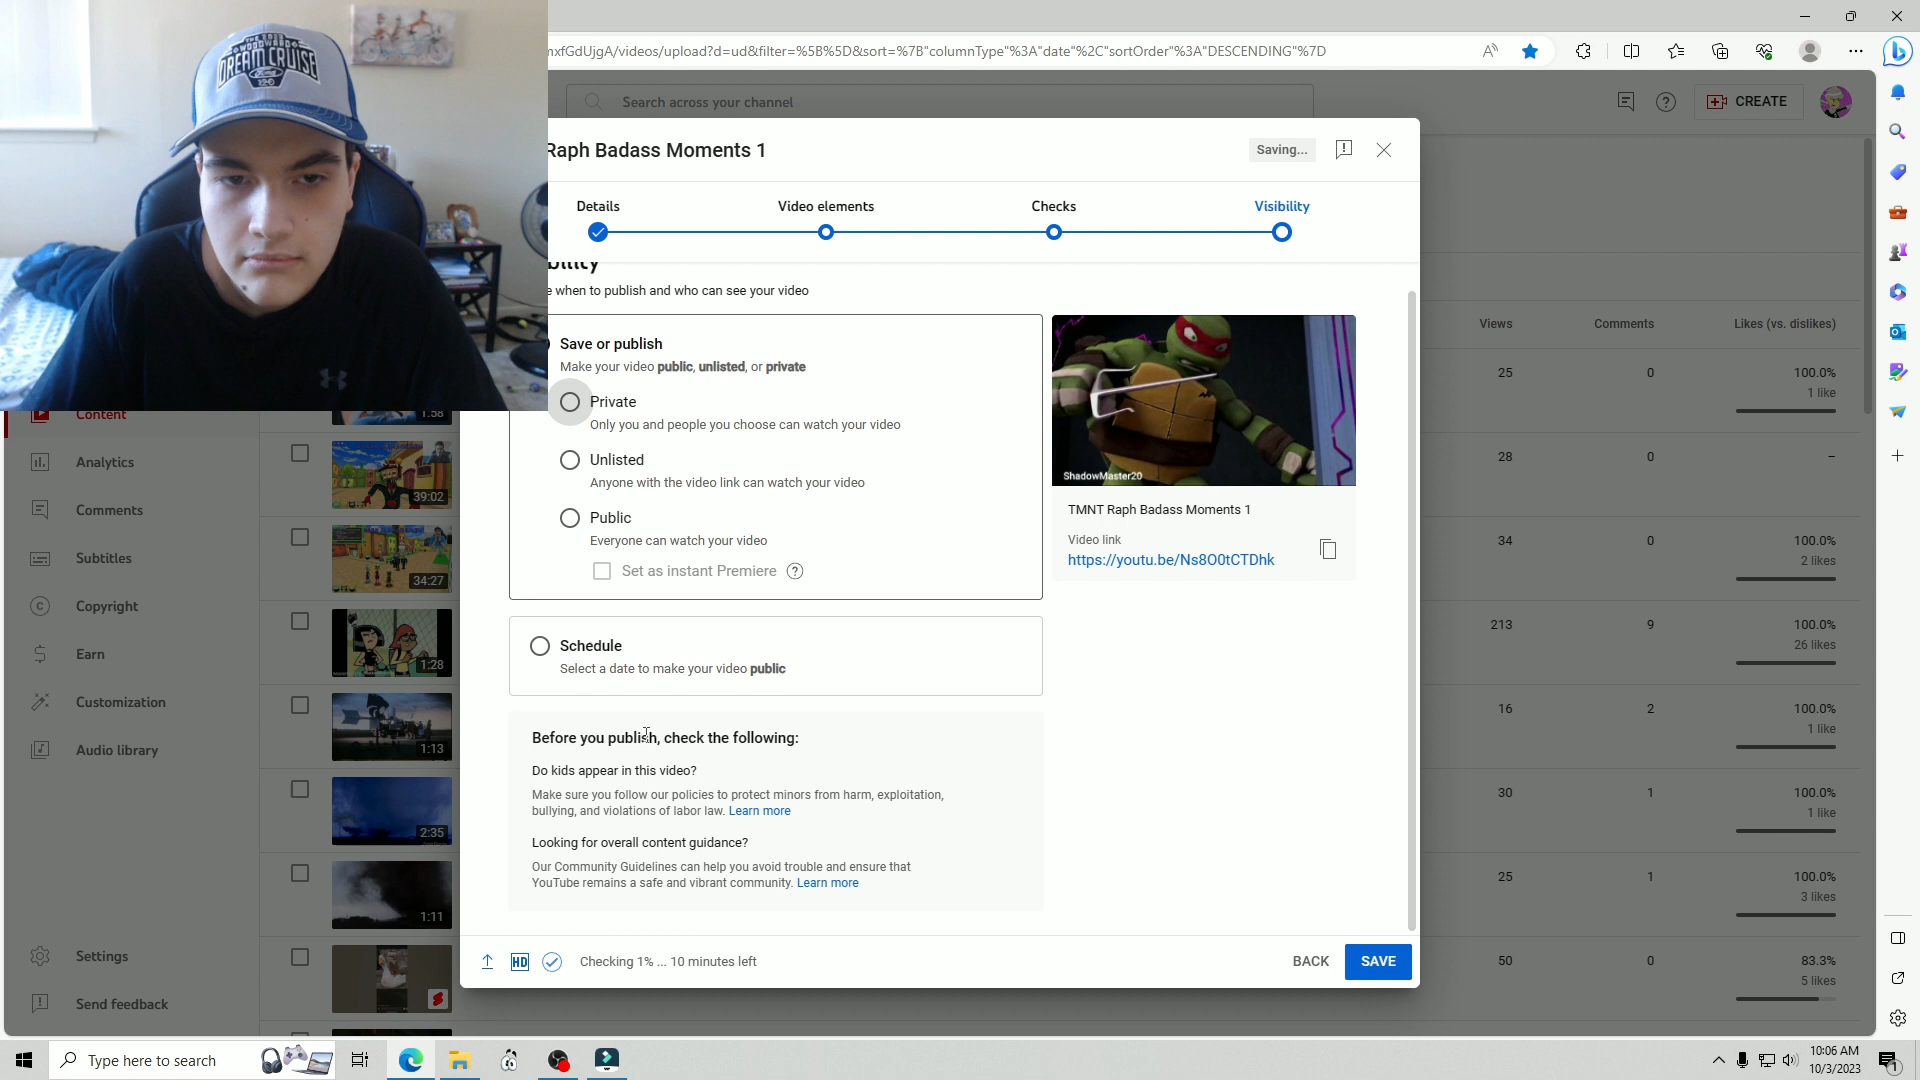 THE 2023
WOODWARD
DREAM CRUISE
Ford
nxfGdUjgA/videos/upload?d=ud&filter=%5B%5D&sort=%7B"columnType"%3A"date"%2C"sortOrder"%3A"DESCENDING"%7D
Search across your channel
CREATE
Raph Badass Moments 1
Saving...
Details
Video elements
Checks
Visibility
bility
e when to publish and who can see your video
Save or publish
Make your video public, unlisted, or private
Private
Only you and people you choose can watch your video
Unlisted
Anyone with the video link can watch your video
Public
Everyone can watch your video
Set as instant Premiere
Schedule
Select a date to make your video public
Before you publish, check the following:
Do kids appear in this video?
Make sure you follow our policies to protect minors from harm, exploitation,
bullying, and violations of labor law. Learn more
Looking for overall content guidance?
Our Community Guidelines can help you avoid trouble and ensure that
YouTube remains a safe and vibrant community. Learn more
ShadowMaster20
TMNT Raph Badass Moments 1
Video link
https://youtu.be/Ns8O0tCTDhk
HD
Checking 1% ... 10 minutes left
BACK
SAVE
Content
Analytics
Comments
Subtitles
Copyright
Earn
Customization
Audio library
Settings
Send feedback
1:58
39:02
34:27
1:28
1:13
2:35
1:11
Views
Comments
Likes (vs. dislikes)
25
0
100.0%
1 like
28
0
–
34
0
100.0%
2 likes
213
9
100.0%
26 likes
16
2
100.0%
1 like
30
1
100.0%
1 like
25
1
100.0%
3 likes
50
0
83.3%
5 likes
Type here to search
10:06 AM
10/3/2023
1